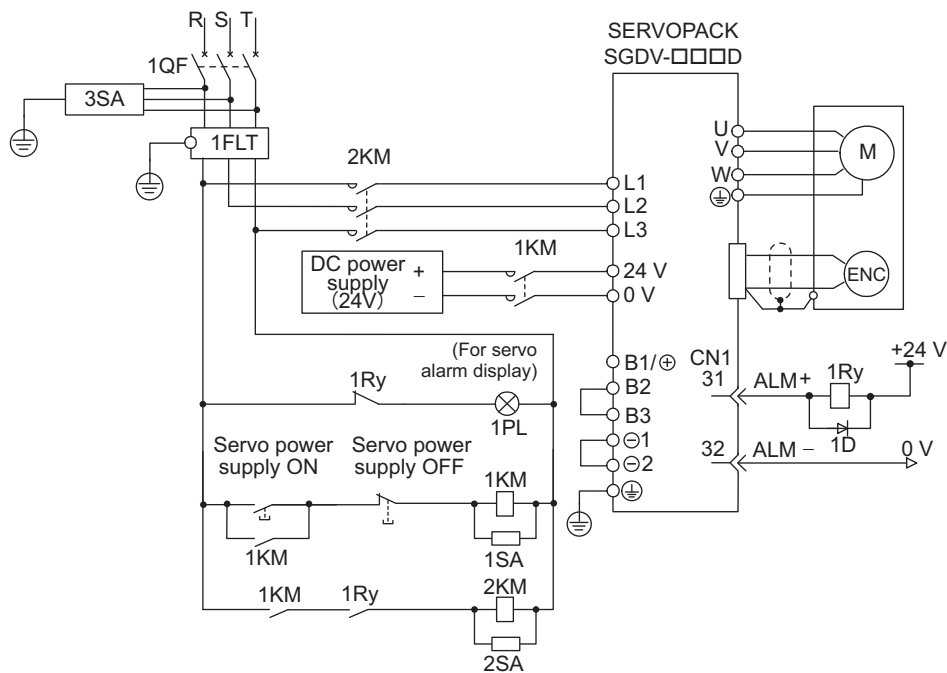 R S T
1QF
3SA
1FLT
2KM
SERVOPACK
SGDV-□□□D
U
V
W
M
L1
L2
L3
1KM
DC power
supply
(24V)
+
−
24 V
0 V
ENC
(For servo
alarm display)
1Ry
1PL
B1/⊕
B2
B3
⊖1
⊖2
CN1
31
ALM+
1Ry
+24 V
1D
32
ALM −
0 V
Servo power
supply ON
Servo power
supply OFF
1KM
1KM
1SA
1KM
1Ry
2KM
2SA